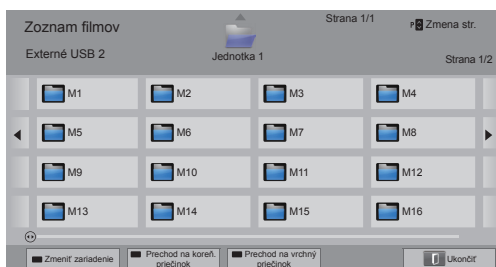 Zoznam filmov
Strana 1/1
P Zmena str.
Externé USB 2
Jednotka 1
Strana 1/2
M1
M2
M3
M4
M5
M6
M7
M8
M9
M10
M11
M12
M13
M14
M15
M16
Zmeniť zariadenie
Prechod na koreň.
priečinok
Prechod na vrchný
priečinok
Ukončiť